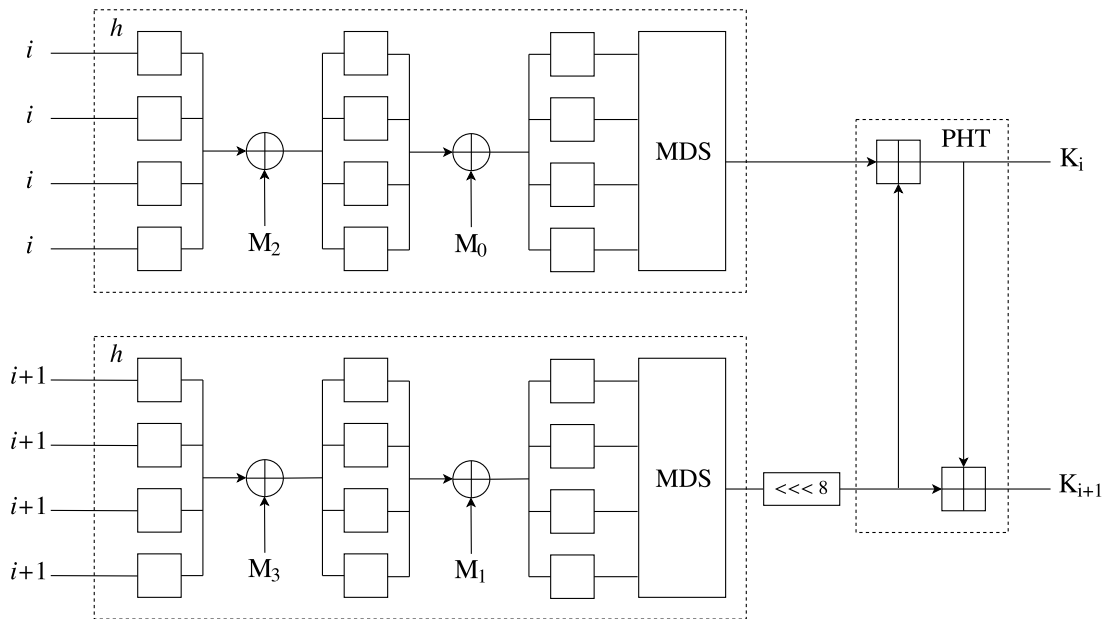 h
i
i
i
i
M₂
M₀
MDS
PHT
Kᵢ
h
i+1
i+1
i+1
i+1
M₃
M₁
MDS
<<< 8
Kᵢ₊₁